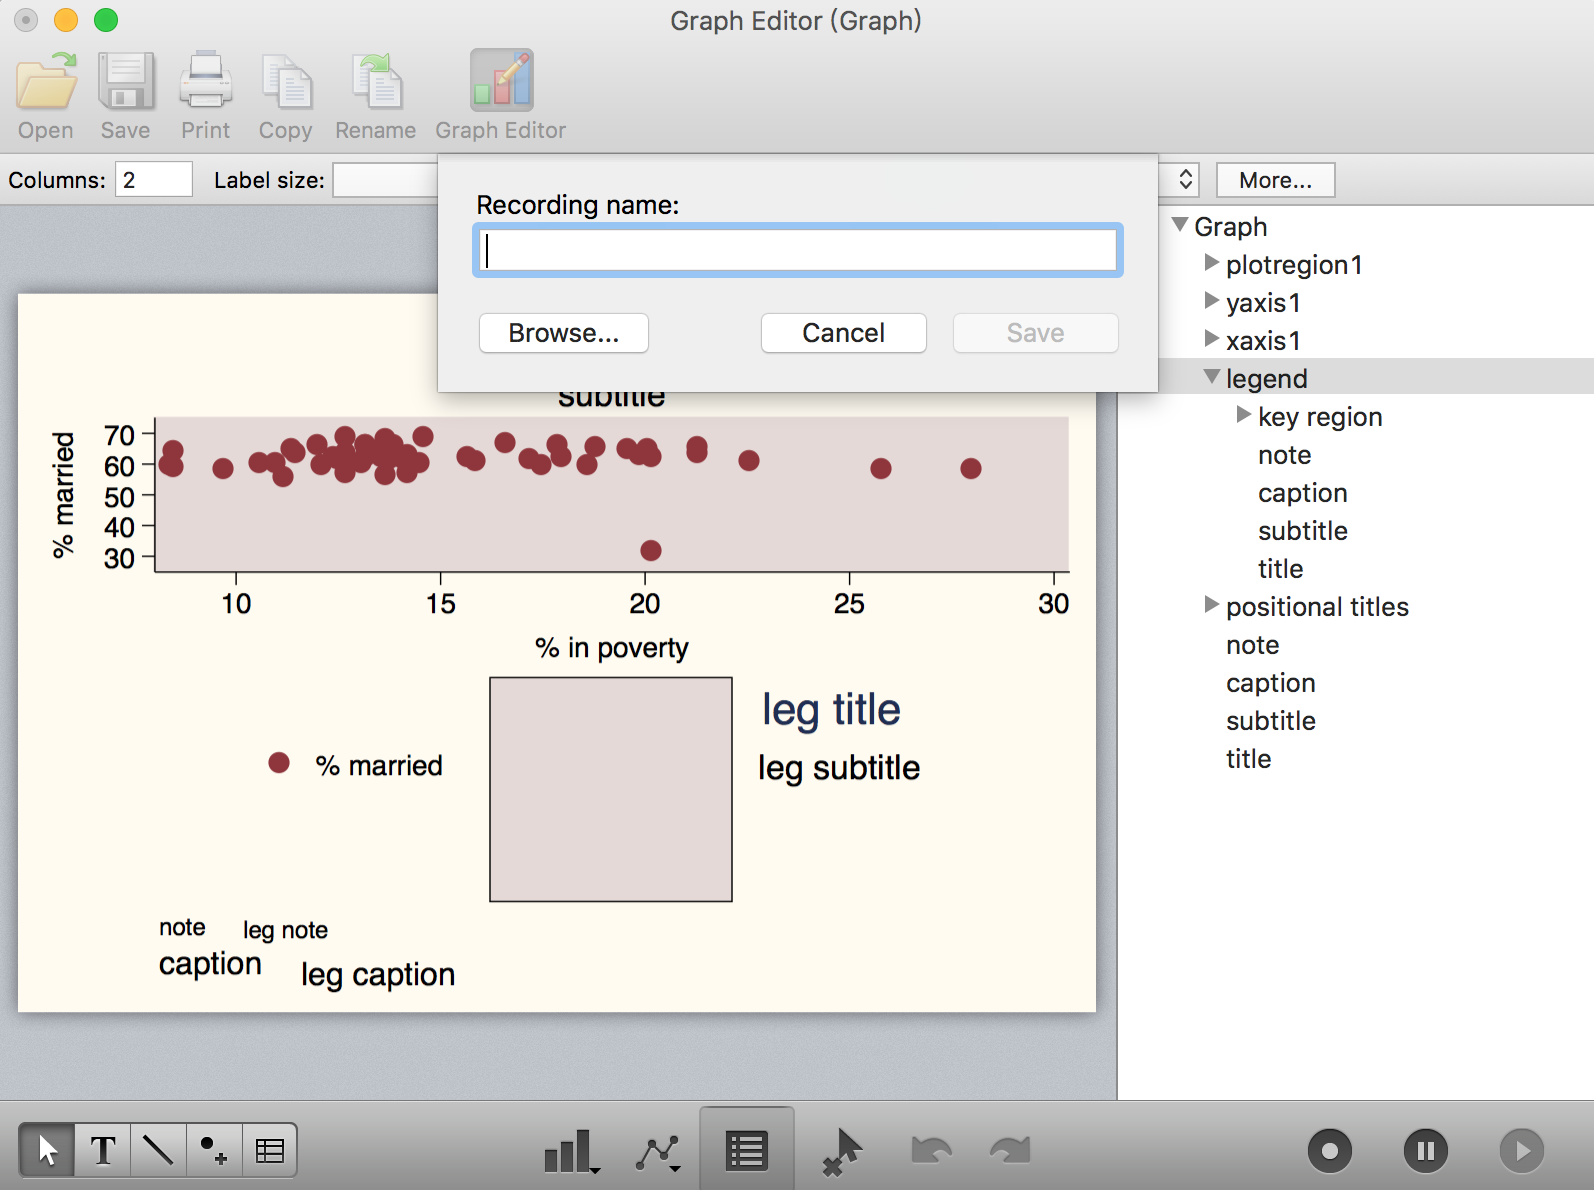 Graph Editor (Graph)
Open Save Print Copy Rename Graph Editor
Columns: 2 Label size: More...
Recording name:
Browse... Cancel Save
Graph
plotregion1
yaxis1
xaxis1
legend
key region
note
caption
subtitle
title
positional titles
note
caption
subtitle
title
subtitle
% married
70
60
50
40
30
10 15 20 25 30
% in poverty
% married
leg title
leg subtitle
note leg note
caption leg caption
T